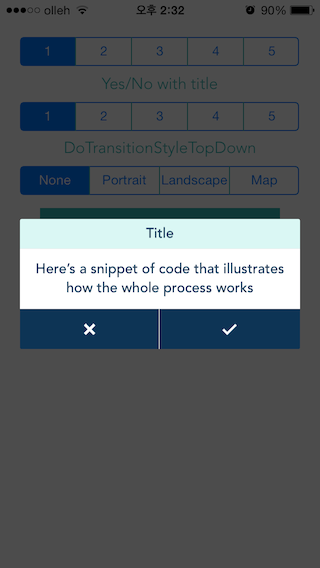 olleh 오후 2:32 90%
1 2 3 4 5
Yes/No with title
1 2 3 4 5
DoTransitionStyleTopDown
None Portrait Landscape Map
Title
Here's a snippet of code that illustrates
how the whole process works